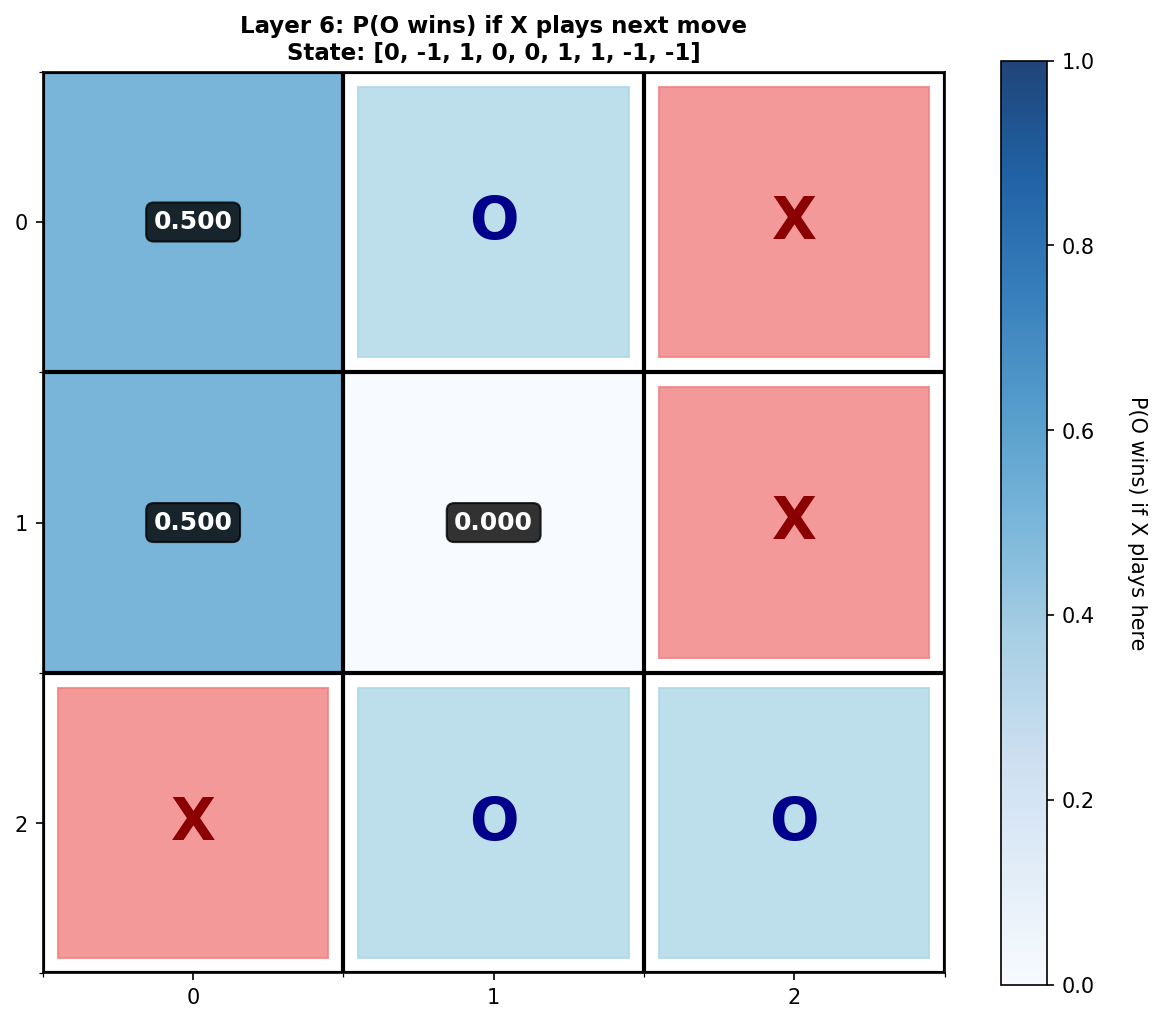 Layer 6: P(O wins) if X plays next move
State: [0, -1, 1, 0, 0, 1, 1, -1, -1]
0.500
O
X
0
0.500
0.000
X
1
X
O
O
2
0
1
2
1.0
0.8
0.6
0.4
0.2
0.0
P(O wins) if X plays here